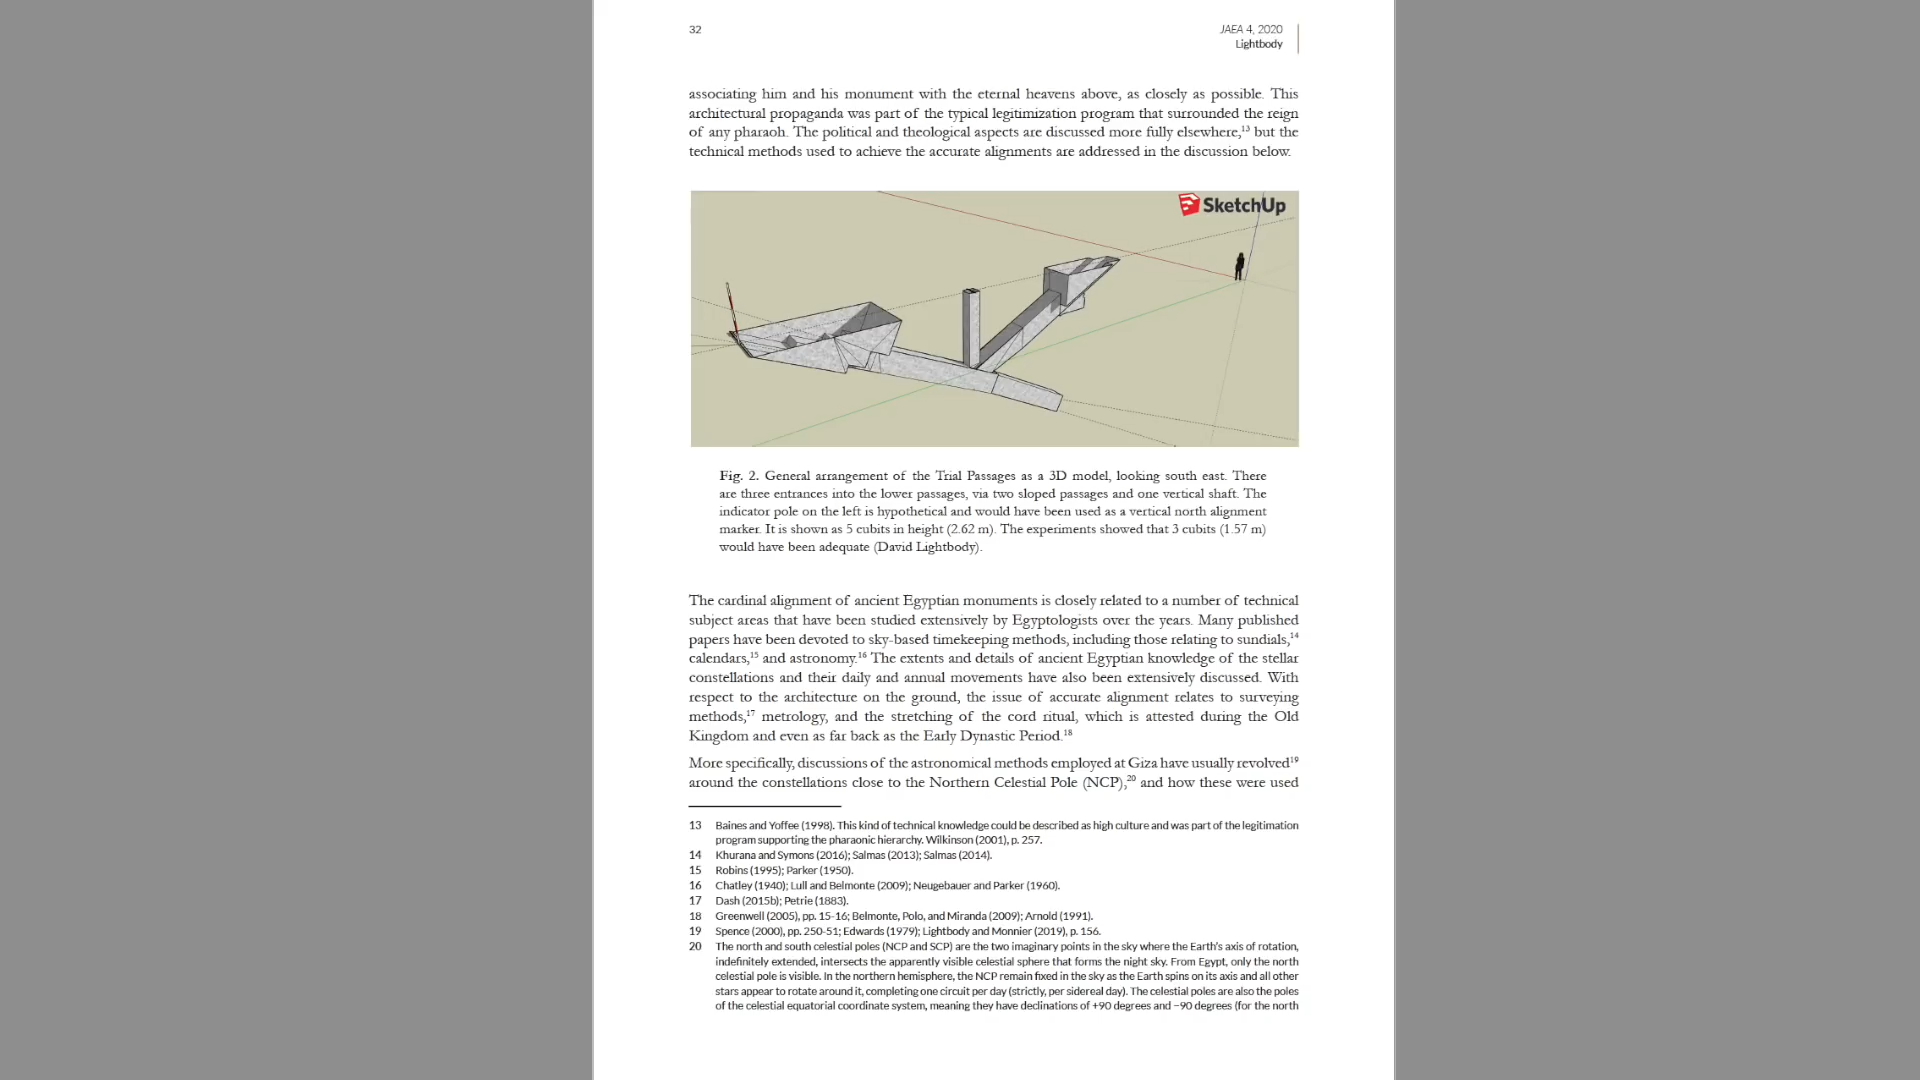 32
JAEA 4, 2020
Lightbody
associating him and his monument with the eternal heavens above, as closely as possible. This
architectural propaganda was part of the typical legitimization program that surrounded the reign
of any pharaoh. The political and theological aspects are discussed more fully elsewhere,¹³ but the
technical methods used to achieve the accurate alignments are addressed in the discussion below.
SketchUp
Fig. 2. General arrangement of the Trial Passages as a 3D model, looking south east. There
are three entrances into the lower passages, via two sloped passages and one vertical shaft. The
indicator pole on the left is hypothetical and would have been used as a vertical north alignment
marker. It is shown as 5 cubits in height (2.62 m). The experiments showed that 3 cubits (1.57 m)
would have been adequate (David Lightbody).
The cardinal alignment of ancient Egyptian monuments is closely related to a number of technical
subject areas that have been studied extensively by Egyptologists over the years. Many published
papers have been devoted to sky-based timekeeping methods, including those relating to sundials,¹⁴
calendars,¹⁵ and astronomy.¹⁶ The extents and details of ancient Egyptian knowledge of the stellar
constellations and their daily and annual movements have also been extensively discussed. With
respect to the architecture on the ground, the issue of accurate alignment relates to surveying
methods,¹⁷ metrology, and the stretching of the cord ritual, which is attested during the Old
Kingdom and even as far back as the Early Dynastic Period.¹⁸
More specifically, discussions of the astronomical methods employed at Giza have usually revolved¹⁹
around the constellations close to the Northern Celestial Pole (NCP),²⁰ and how these were used
13 Baines and Yoffee (1998). This kind of technical knowledge could be described as high culture and was part of the legitimation
program supporting the pharaonic hierarchy. Wilkinson (2001), p. 257.
14 Khurana and Symons (2016); Salmas (2013); Salmas (2014).
15 Robins (1995); Parker (1950).
16 Chatley (1940); Lull and Belmonte (2009); Neugebauer and Parker (1960).
17 Dash (2015b); Petrie (1883).
18 Greenwell (2005), pp. 15-16; Belmonte, Polo, and Miranda (2009); Arnold (1991).
19 Spence (2000), pp. 250-51; Edwards (1979); Lightbody and Monnier (2019), p. 156.
20 The north and south celestial poles (NCP and SCP) are the two imaginary points in the sky where the Earth's axis of rotation,
indefinitely extended, intersects the apparently visible celestial sphere that forms the night sky. From Egypt, only the north
celestial pole is visible. In the northern hemisphere, the NCP remain fixed in the sky as the Earth spins on its axis and all other
stars appear to rotate around it, completing one circuit per day (strictly, per sidereal day). The celestial poles are also the poles
of the celestial equatorial coordinate system, meaning they have declinations of +90 degrees and −90 degrees (for the north